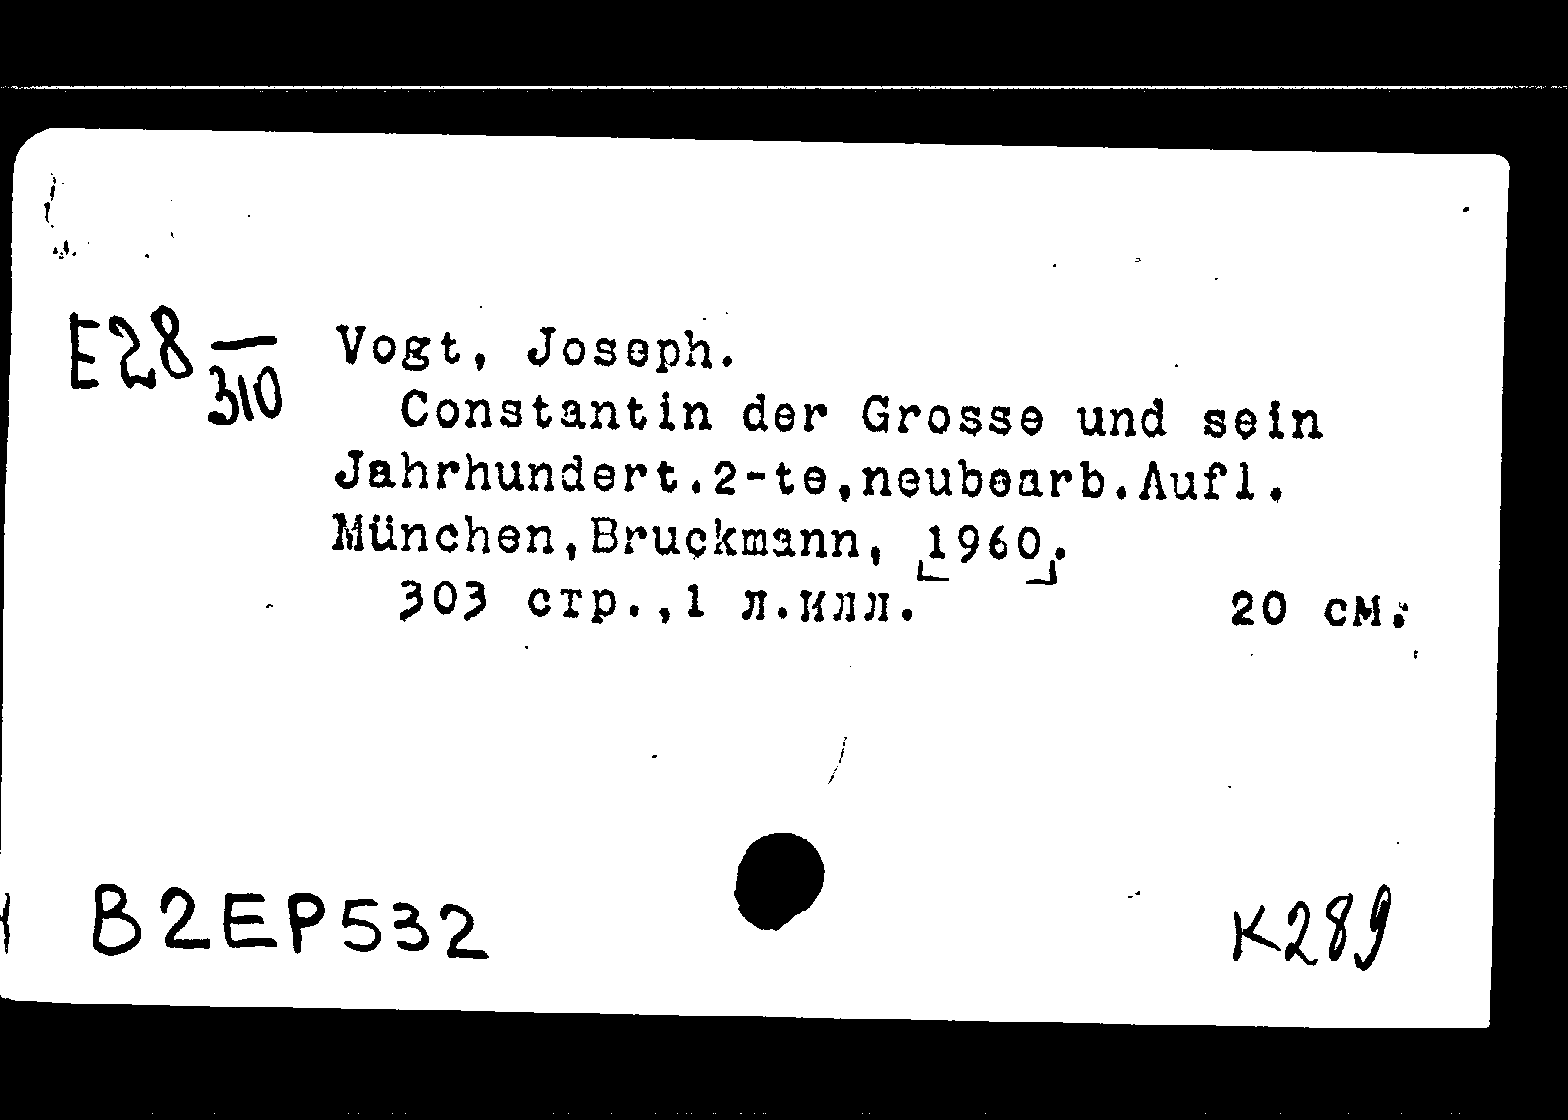 E28 —
310
Vogt, Joseph.
Constantin der Grosse und sein
Jahrhundert.2-te,neubearb.Aufl.
München,Bruckmann, [1960].
303 стр.,1 л.илл. 20 см.
B2EP532
K289